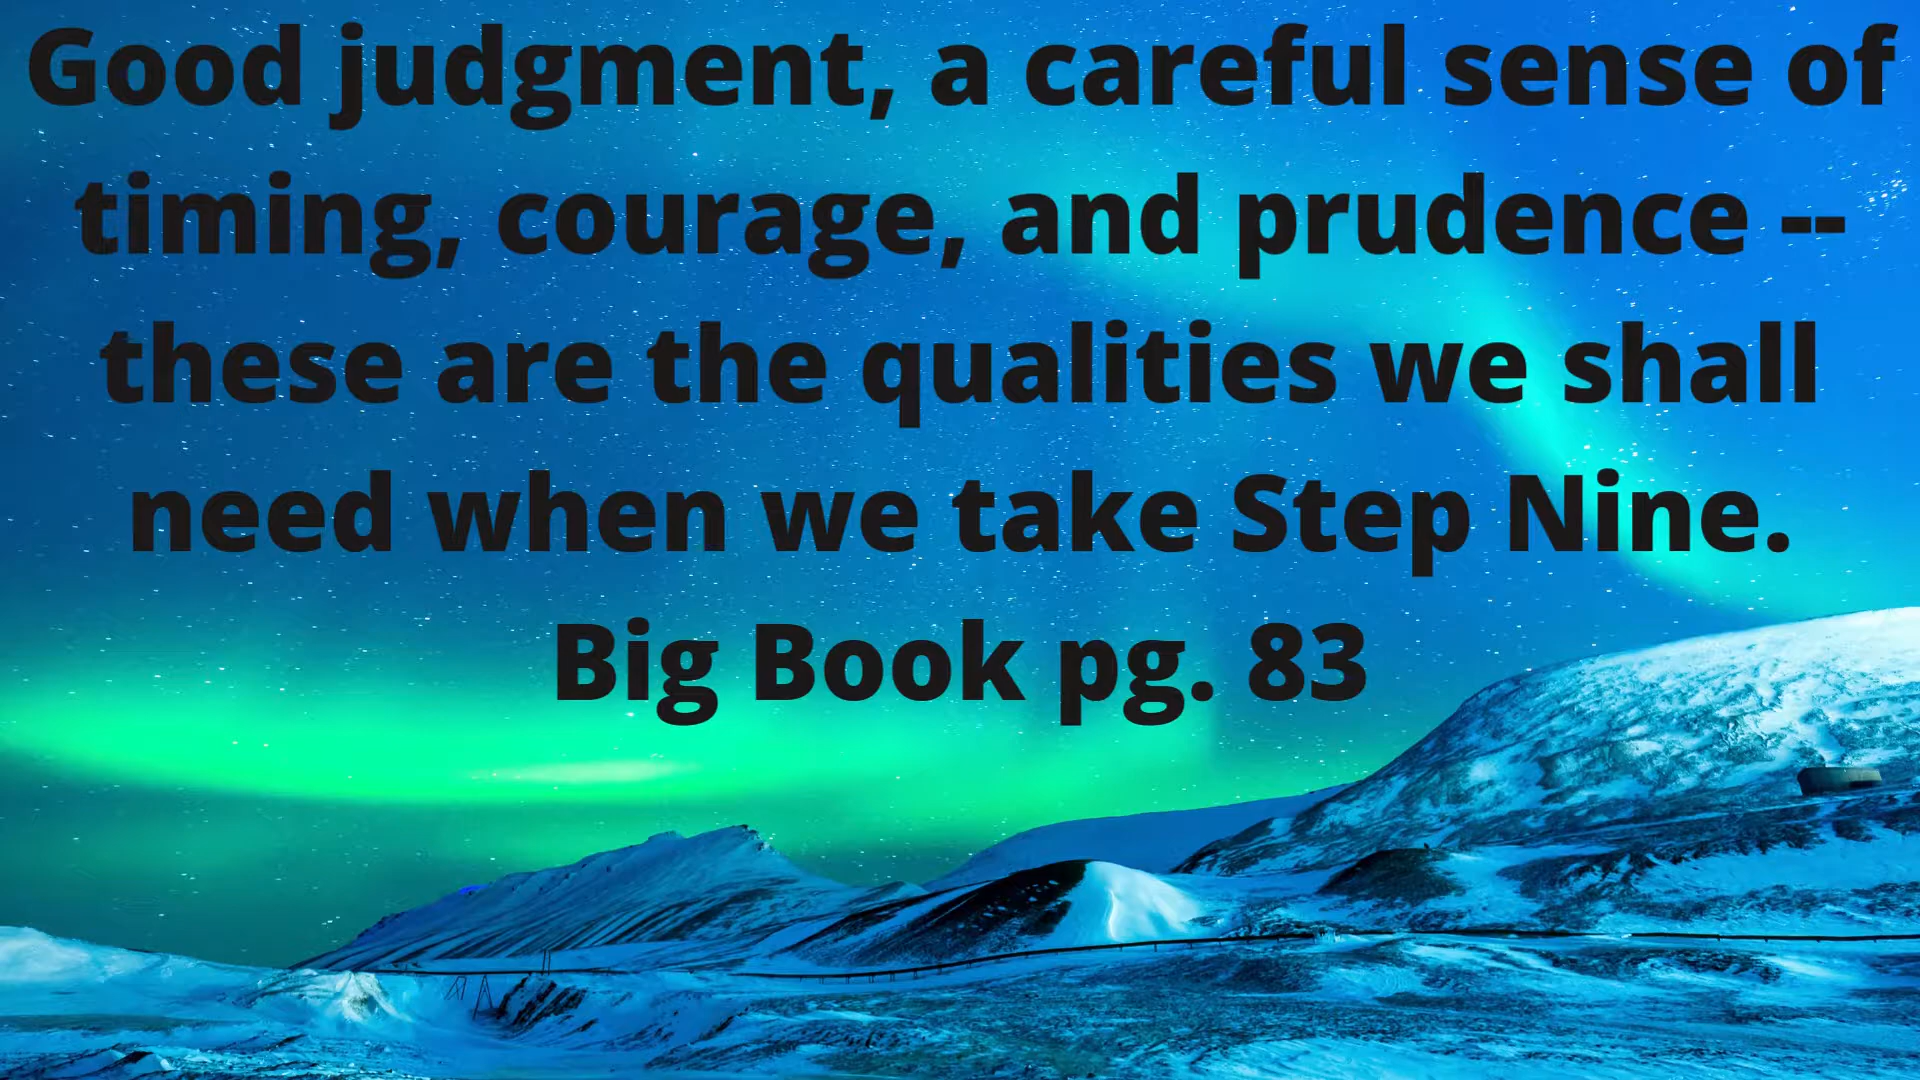 Good judgment, a careful sense of
timing, courage, and prudence --
these are the qualities we shall
need when we take Step Nine.
Big Book pg. 83